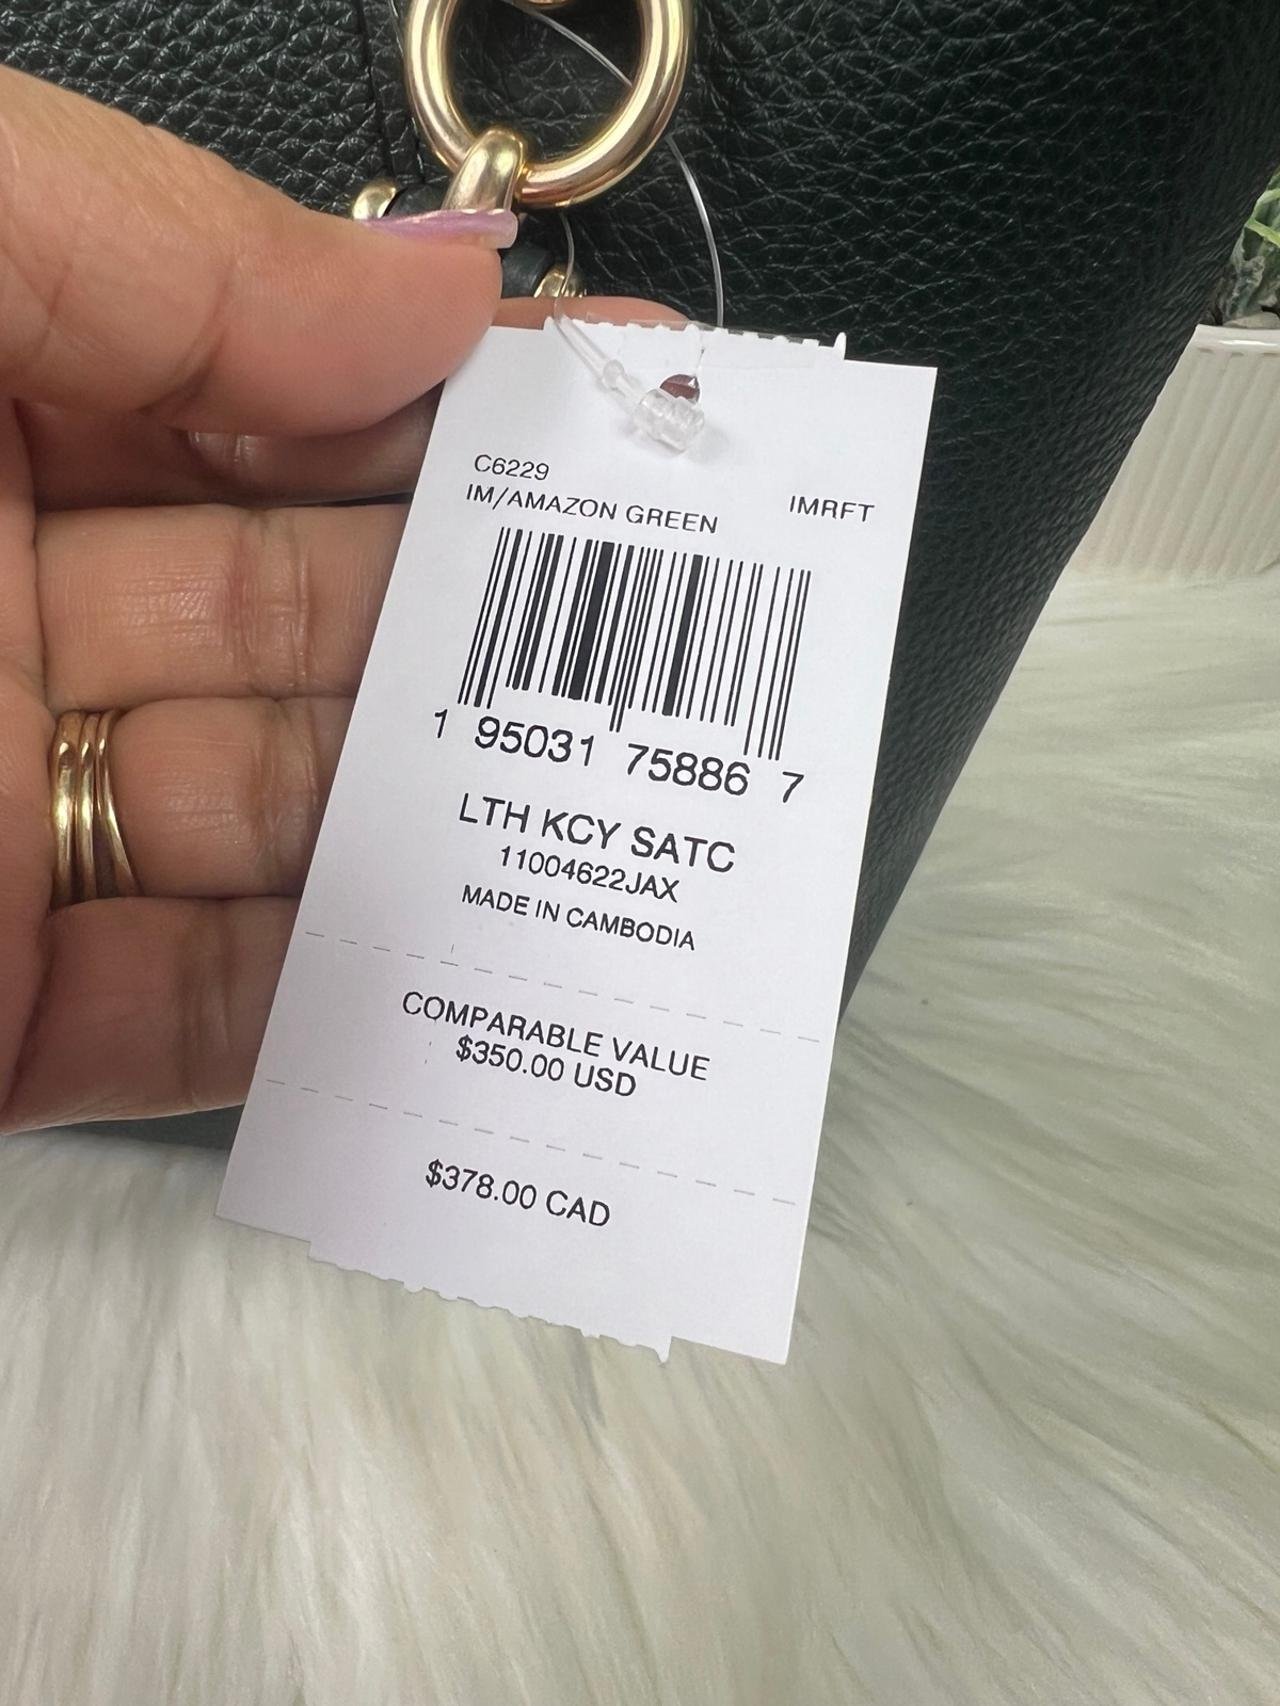 C6229
IM/AMAZON GREEN IMRFT
1 95031 75886 7
LTH KCY SATC
11004622JAX
MADE IN CAMBODIA
COMPARABLE VALUE
$350.00 USD
$378.00 CAD